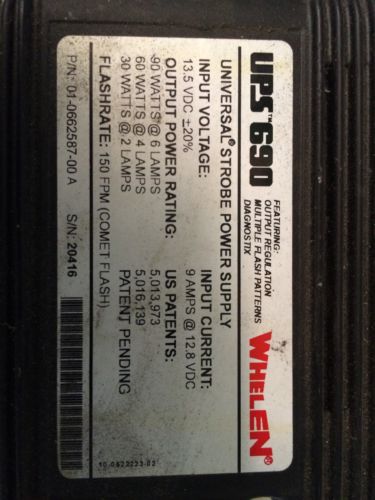 UPS™ 690
FEATURING:
OUTPUT REGULATION
MULTIPLE FLASH PATTERNS
DIAGNOSTIX
WHELEN®
UNIVERSAL® STROBE POWER SUPPLY
INPUT VOLTAGE:
13.5 VDC ±20%
INPUT CURRENT:
9 AMPS @ 12.8 VDC
OUTPUT POWER RATING:
90 WATTS @ 6 LAMPS
60 WATTS @ 4 LAMPS
30 WATTS @ 2 LAMPS
US PATENTS:
5,013,973
5,016,139
PATENT PENDING
FLASHRATE: 150 FPM (COMET FLASH)
P/N: 01-0662587-00 A
S/N: 20416